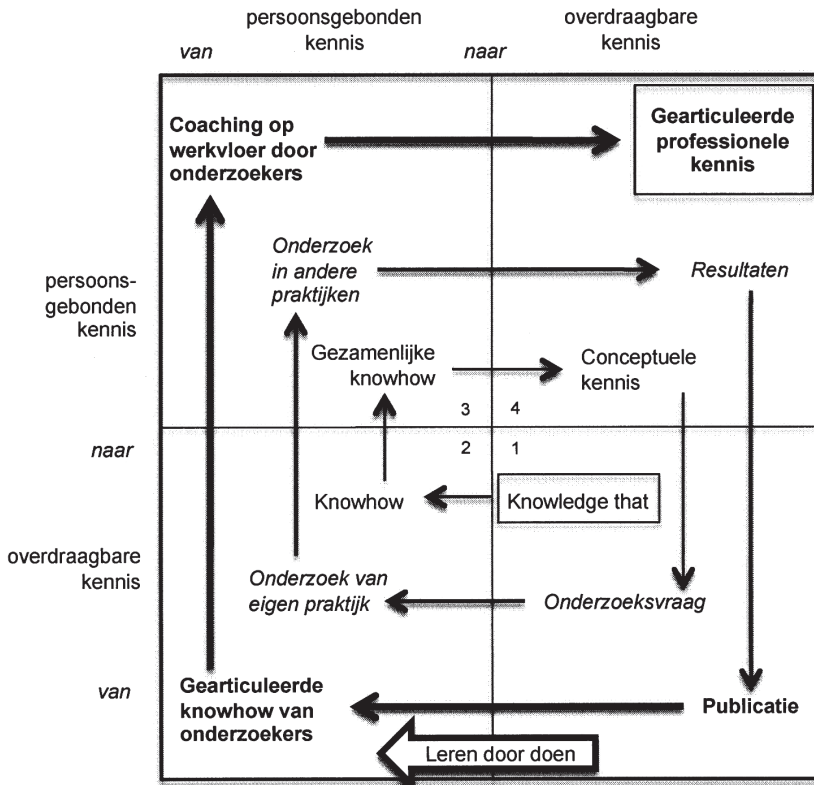 persoonsgebonden
kennis
overdraagbare
kennis
van
naar
Coaching op
werkvloer door
onderzoekers
Gearticuleerde
professionele
kennis
Onderzoek
in andere
praktijken
Resultaten
persoons-
gebonden
kennis
Gezamenlijke
knowhow
Conceptuele
kennis
3 4
naar
2 1
Knowhow
Knowledge that
overdraagbare
kennis
Onderzoek van
eigen praktijk
Onderzoeksvraag
van
Gearticuleerde
knowhow van
onderzoekers
Publicatie
Leren door doen